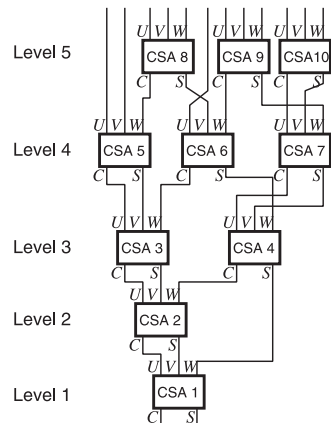 U V W U V W U V W
Level 5 CSA 8 CSA 9 CSA10
C S C S C S
U V W U V W U V W
Level 4 CSA 5 CSA 6 CSA 7
C S C S C S
U V W U V W
Level 3 CSA 3 CSA 4
C S C S
U V W
Level 2 CSA 2
C S
U V W
Level 1 CSA 1
C S